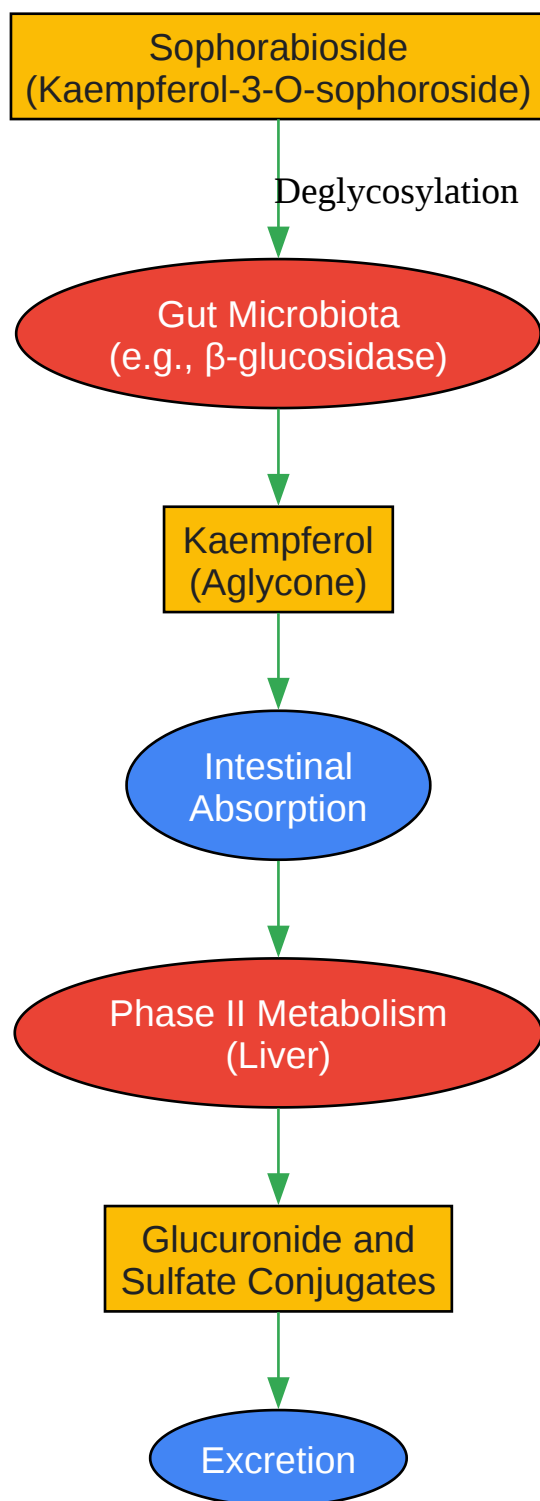 Sophorabioside
(Kaempferol-3-O-sophoroside)
Deglycosylation
Gut Microbiota
(e.g., β-glucosidase)
Kaempferol
(Aglycone)
Intestinal
Absorption
Phase II Metabolism
(Liver)
Glucuronide and
Sulfate Conjugates
Excretion